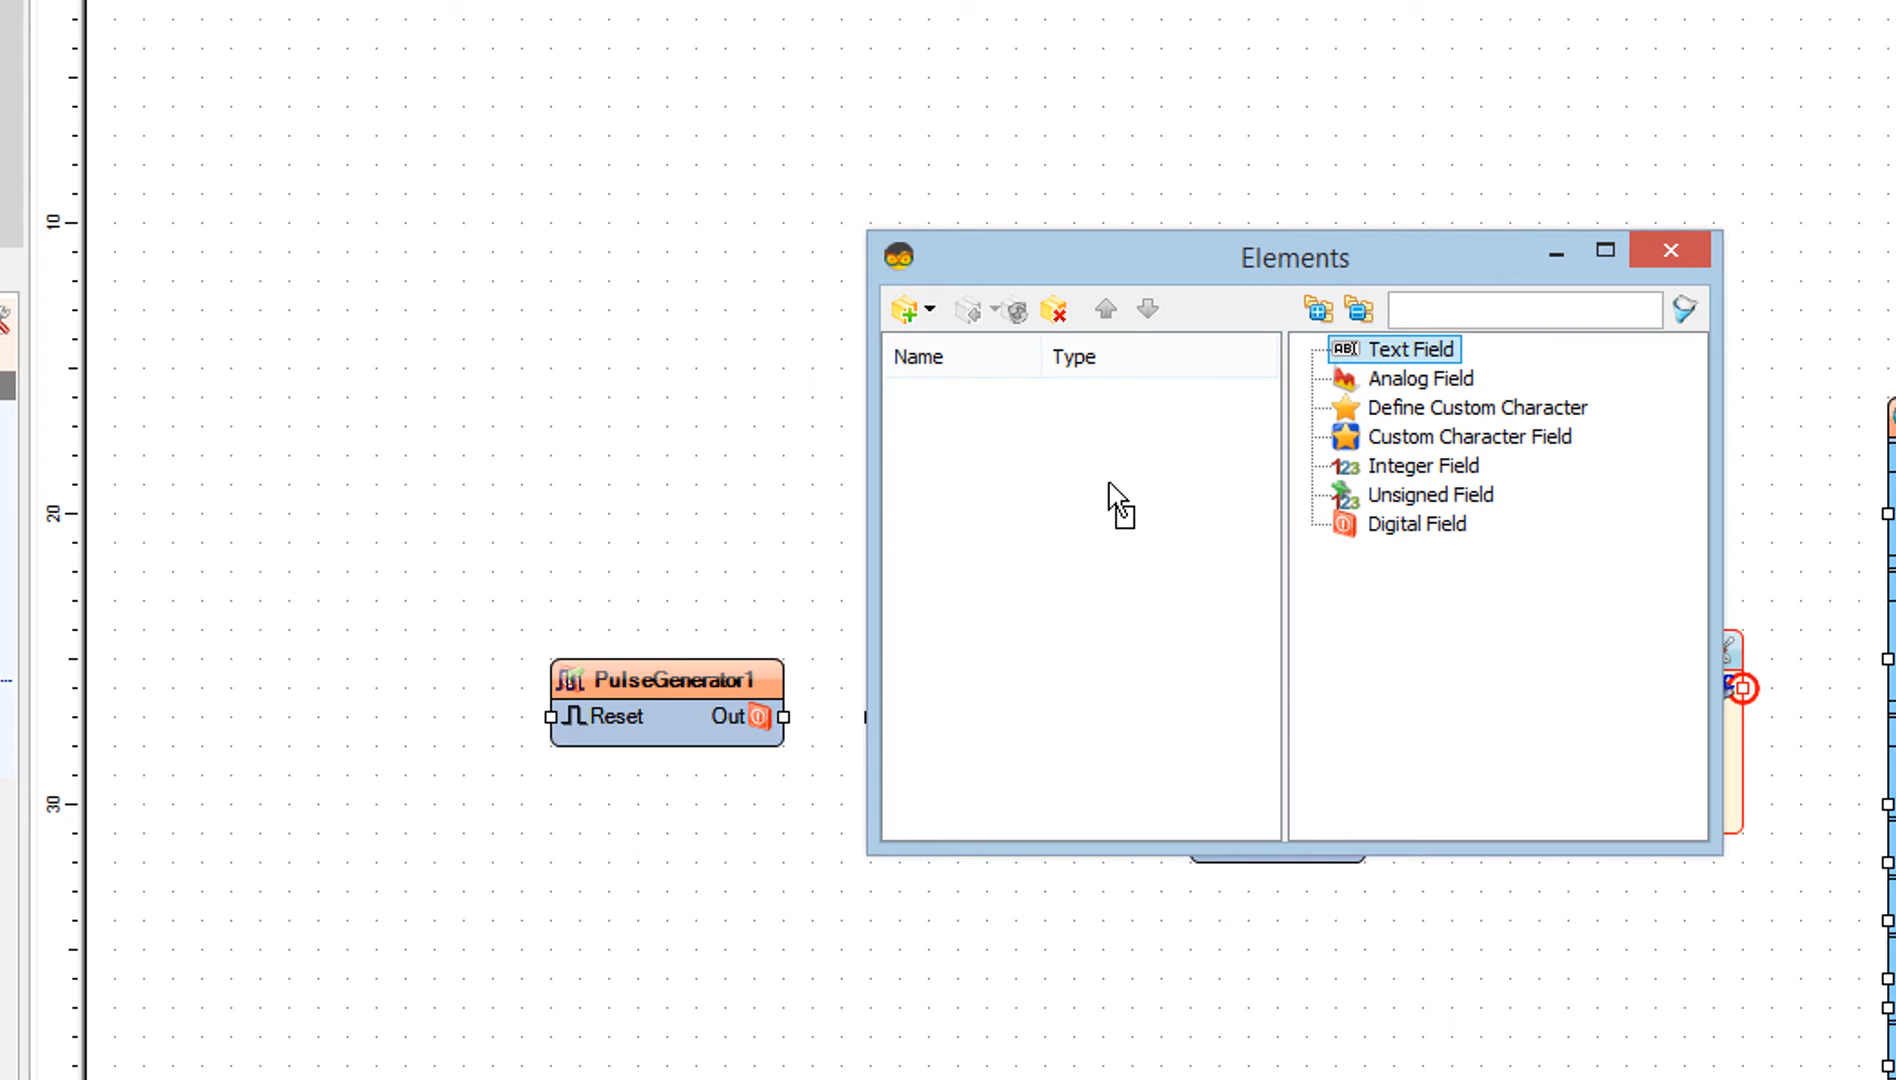 10
20
30
Elements
Name Type
Text Field
Analog Field
Define Custom Character
Custom Character Field
Integer Field
Unsigned Field
Digital Field
PulseGenerator1
Reset Out